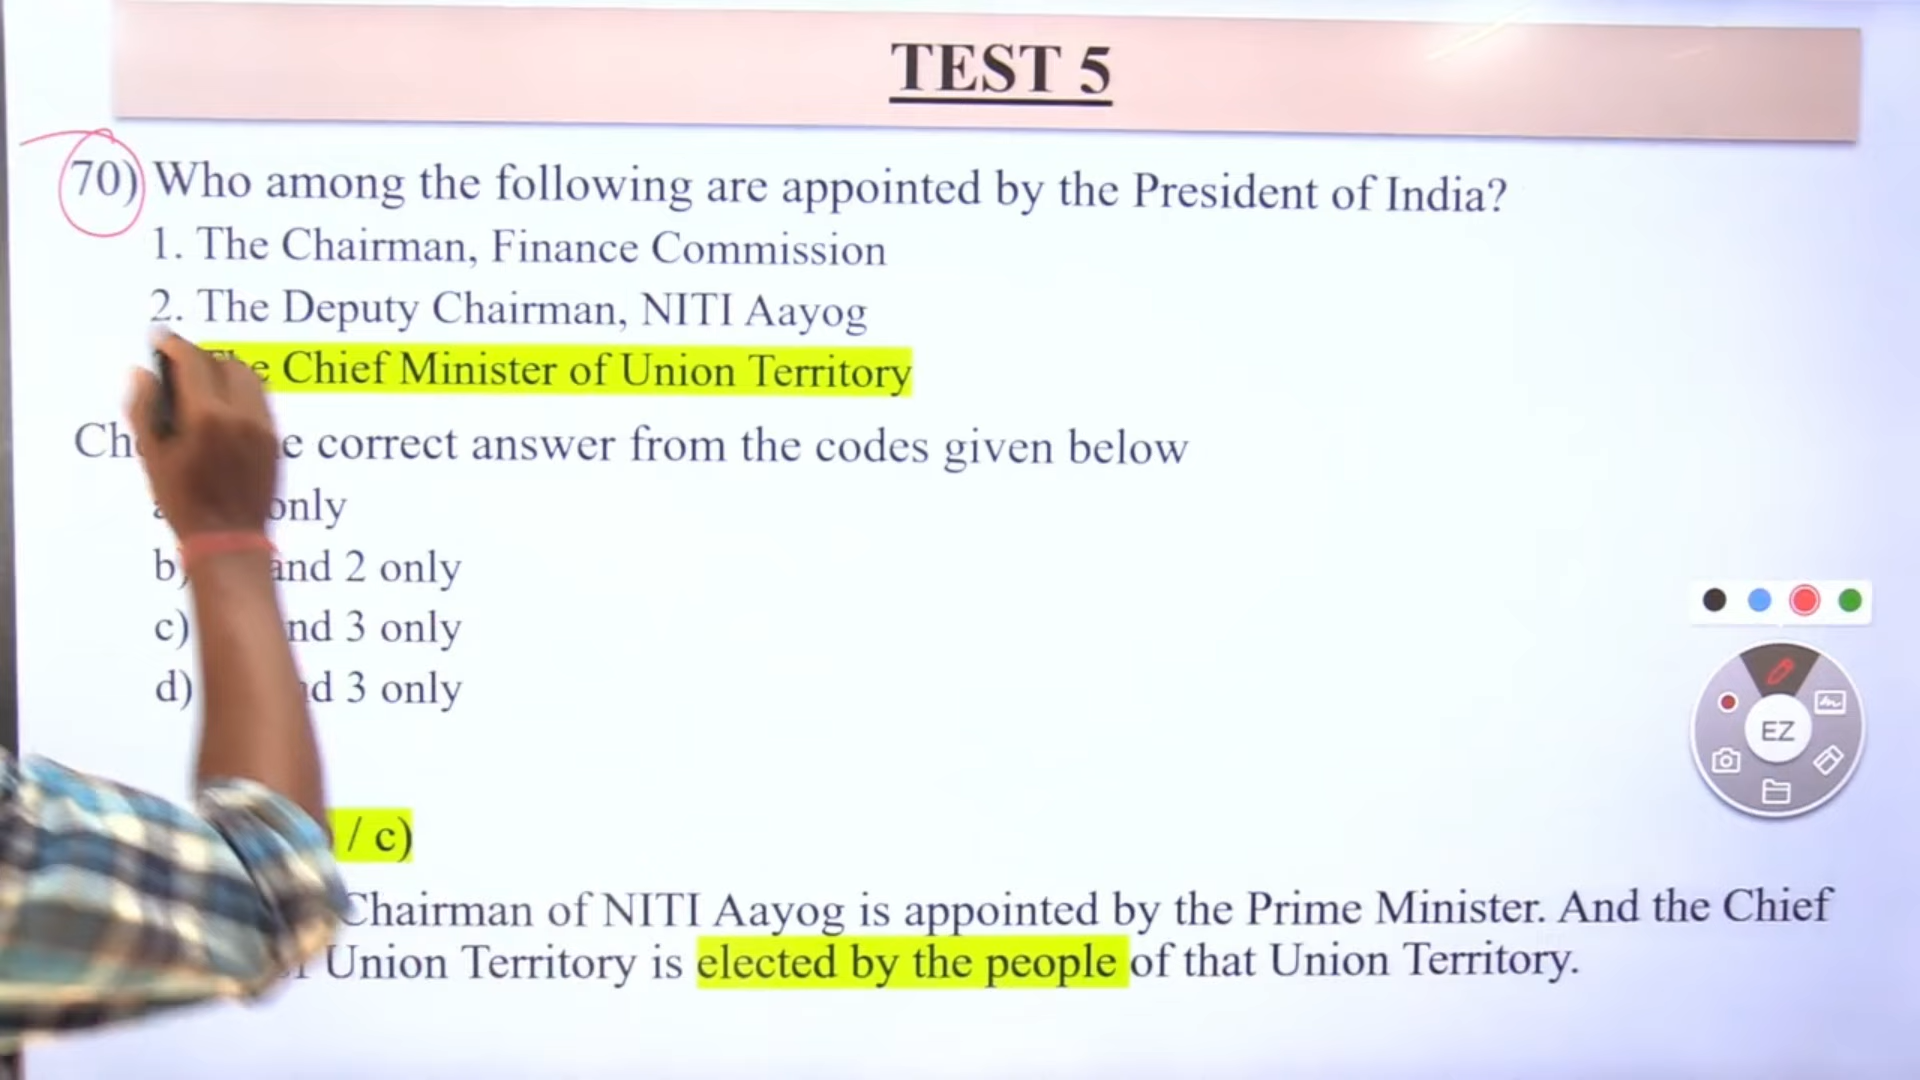 TEST 5
70) Who among the following are appointed by the President of India?
1. The Chairman, Finance Commission
2. The Deputy Chairman, NITI Aayog
Chief Minister of Union Territory
correct answer from the codes given below
only
b) and 2 only
c) 3 only
d) 3 only
/ c)
Chairman of NITI Aayog is appointed by the Prime Minister. And the Chief
Union Territory is elected by the people of that Union Territory.
EZ